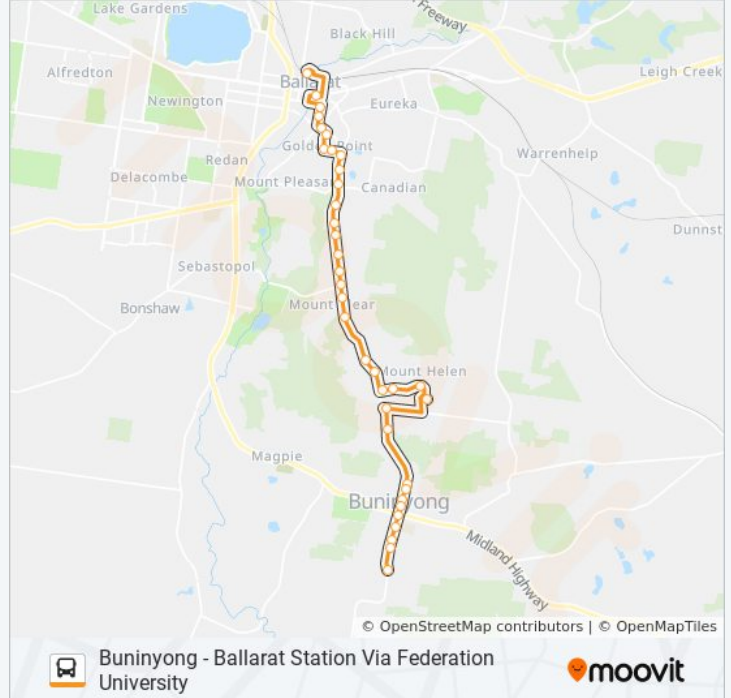 Lake Gardens
Freeway
Black Hill
Alfredton
Ballarat
Leigh Creek
Newington
Eureka
Golden Point
Redan
Warrenheip
Delacombe
Mount Pleasant
Canadian
Dunnst
Sebastopol
Bonshaw
Mount Clear
Mount Helen
Magpie
Buninyong
Midland Highway
© OpenStreetMap contributors | © OpenMapTiles
Buninyong - Ballarat Station Via Federation
University
moovit